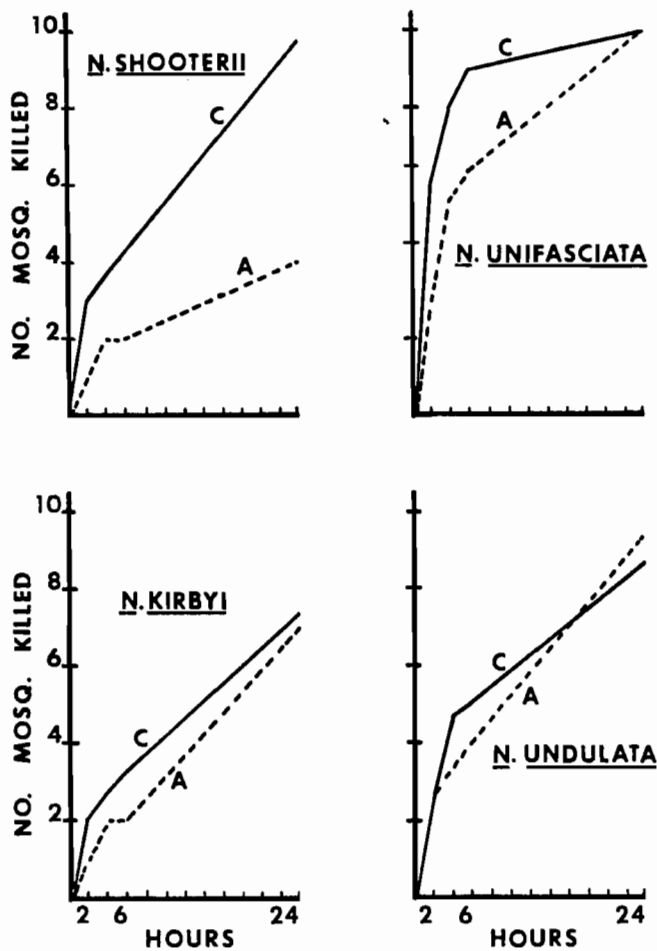 NO. MOSQ. KILLED
10
8
6
4
2
N. SHOOTERII
C
A
C
A
N. UNIFASCIATA
NO. MOSQ. KILLED
10
8
6
4
2
N. KIRBYI
C
A
2 6 24
HOURS
C
A
N. UNDULATA
2 6 24
HOURS